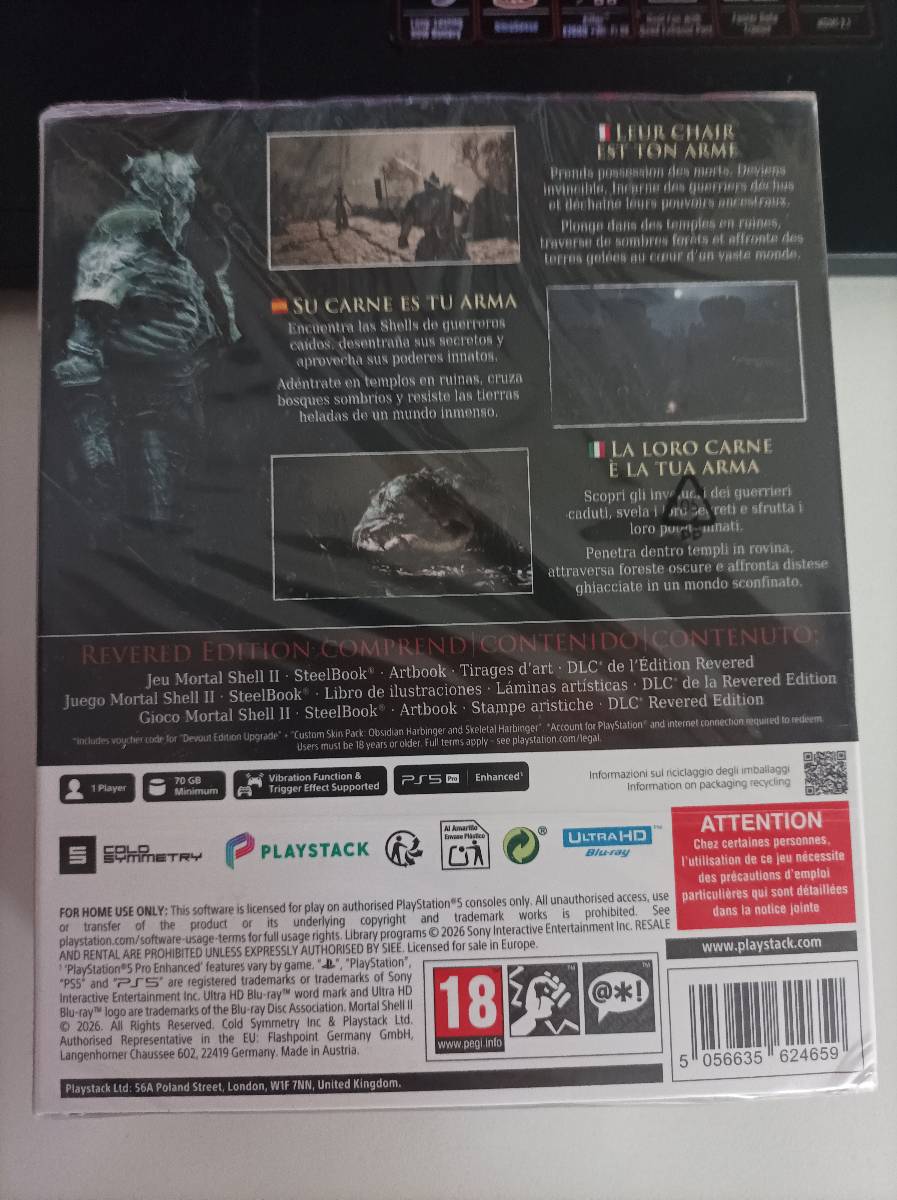 LEUR CHAIR
EST TON ARME
Prends possession des morts. Deviens
invincible. Incarne des guerriers déchus
et déchaîne leurs pouvoirs ancestraux.
Plonge dans des temples en ruines,
traverse de sombres forêts et affronte des
terres gelées au cœur d'un vaste monde.
SU CARNE ES TU ARMA
Encuentra las Shells de guerreros
caídos, desentraña sus secretos y
aprovecha sus poderes innatos.
Adéntrate en templos en ruinas, cruza
bosques sombríos y resiste las tierras
heladas de un mundo inmenso.
LA LORO CARNE
È LA TUA ARMA
Scopri gli involucri dei guerrieri
caduti, svela i loro segreti e sfrutta i
loro poteri innati.
Penetra dentro templi in rovina,
attraversa foreste oscure e affronta distese
ghiacciate in un mondo sconfinato.
REVERED EDITION COMPREND | CONTENIDO | CONTENUTO:
Jeu Mortal Shell II · SteelBook® · Artbook · Tirages d'art · DLC* de l'Édition Revered
Juego Mortal Shell II · SteelBook® · Libro de ilustraciones · Láminas artísticas · DLC* de la Revered Edition
Gioco Mortal Shell II · SteelBook® · Artbook · Stampe artistiche · DLC* Revered Edition
*Includes voucher code for "Devout Edition Upgrade" + "Custom Skin Pack: Obsidian Harbinger and Skeletal Harbinger". *Account for PlayStation™ and internet connection required to redeem.
Users must be 18 years or older. Full terms apply - see playstation.com/legal.
1 Player
70 GB
Minimum
Vibration Function &
Trigger Effect Supported
PS5 Pro Enhanced¹
Informazioni sul riciclaggio degli imballaggi
Information on packaging recycling
COLD
SYMMETRY
PLAYSTACK
Al Amarillo
Envase Plástico
®
ULTRA HD™
Blu-ray
ATTENTION
Chez certaines personnes,
l'utilisation de ce jeu nécessite
des précautions d'emploi
particulières qui sont détaillées
dans la notice jointe
www.playstack.com
FOR HOME USE ONLY: This software is licensed for play on authorised PlayStation®5 consoles only. All unauthorised access, use
or transfer of the product or its underlying copyright and trademark works is prohibited. See
playstation.com/software-usage-terms for full usage rights. Library programs © 2026 Sony Interactive Entertainment Inc. RESALE
AND RENTAL ARE PROHIBITED UNLESS EXPRESSLY AUTHORISED BY SIEE. Licensed for sale in Europe.
¹ 'PlayStation®5 Pro Enhanced' features vary by game. "", "PlayStation",
"PS5" and "PS5" are registered trademarks or trademarks of Sony
Interactive Entertainment Inc. Ultra HD Blu-ray™ word mark and Ultra HD
Blu-ray™ logo are trademarks of the Blu-ray Disc Association. Mortal Shell II
© 2026. All Rights Reserved. Cold Symmetry Inc & Playstack Ltd.
Authorised Representative in the EU: Flashpoint Germany GmbH,
Langenhorner Chaussee 602, 22419 Germany. Made in Austria.
18
www.pegi.info
@*!
5 056635 624659
Playstack Ltd: 56A Poland Street, London, W1F 7NN, United Kingdom.